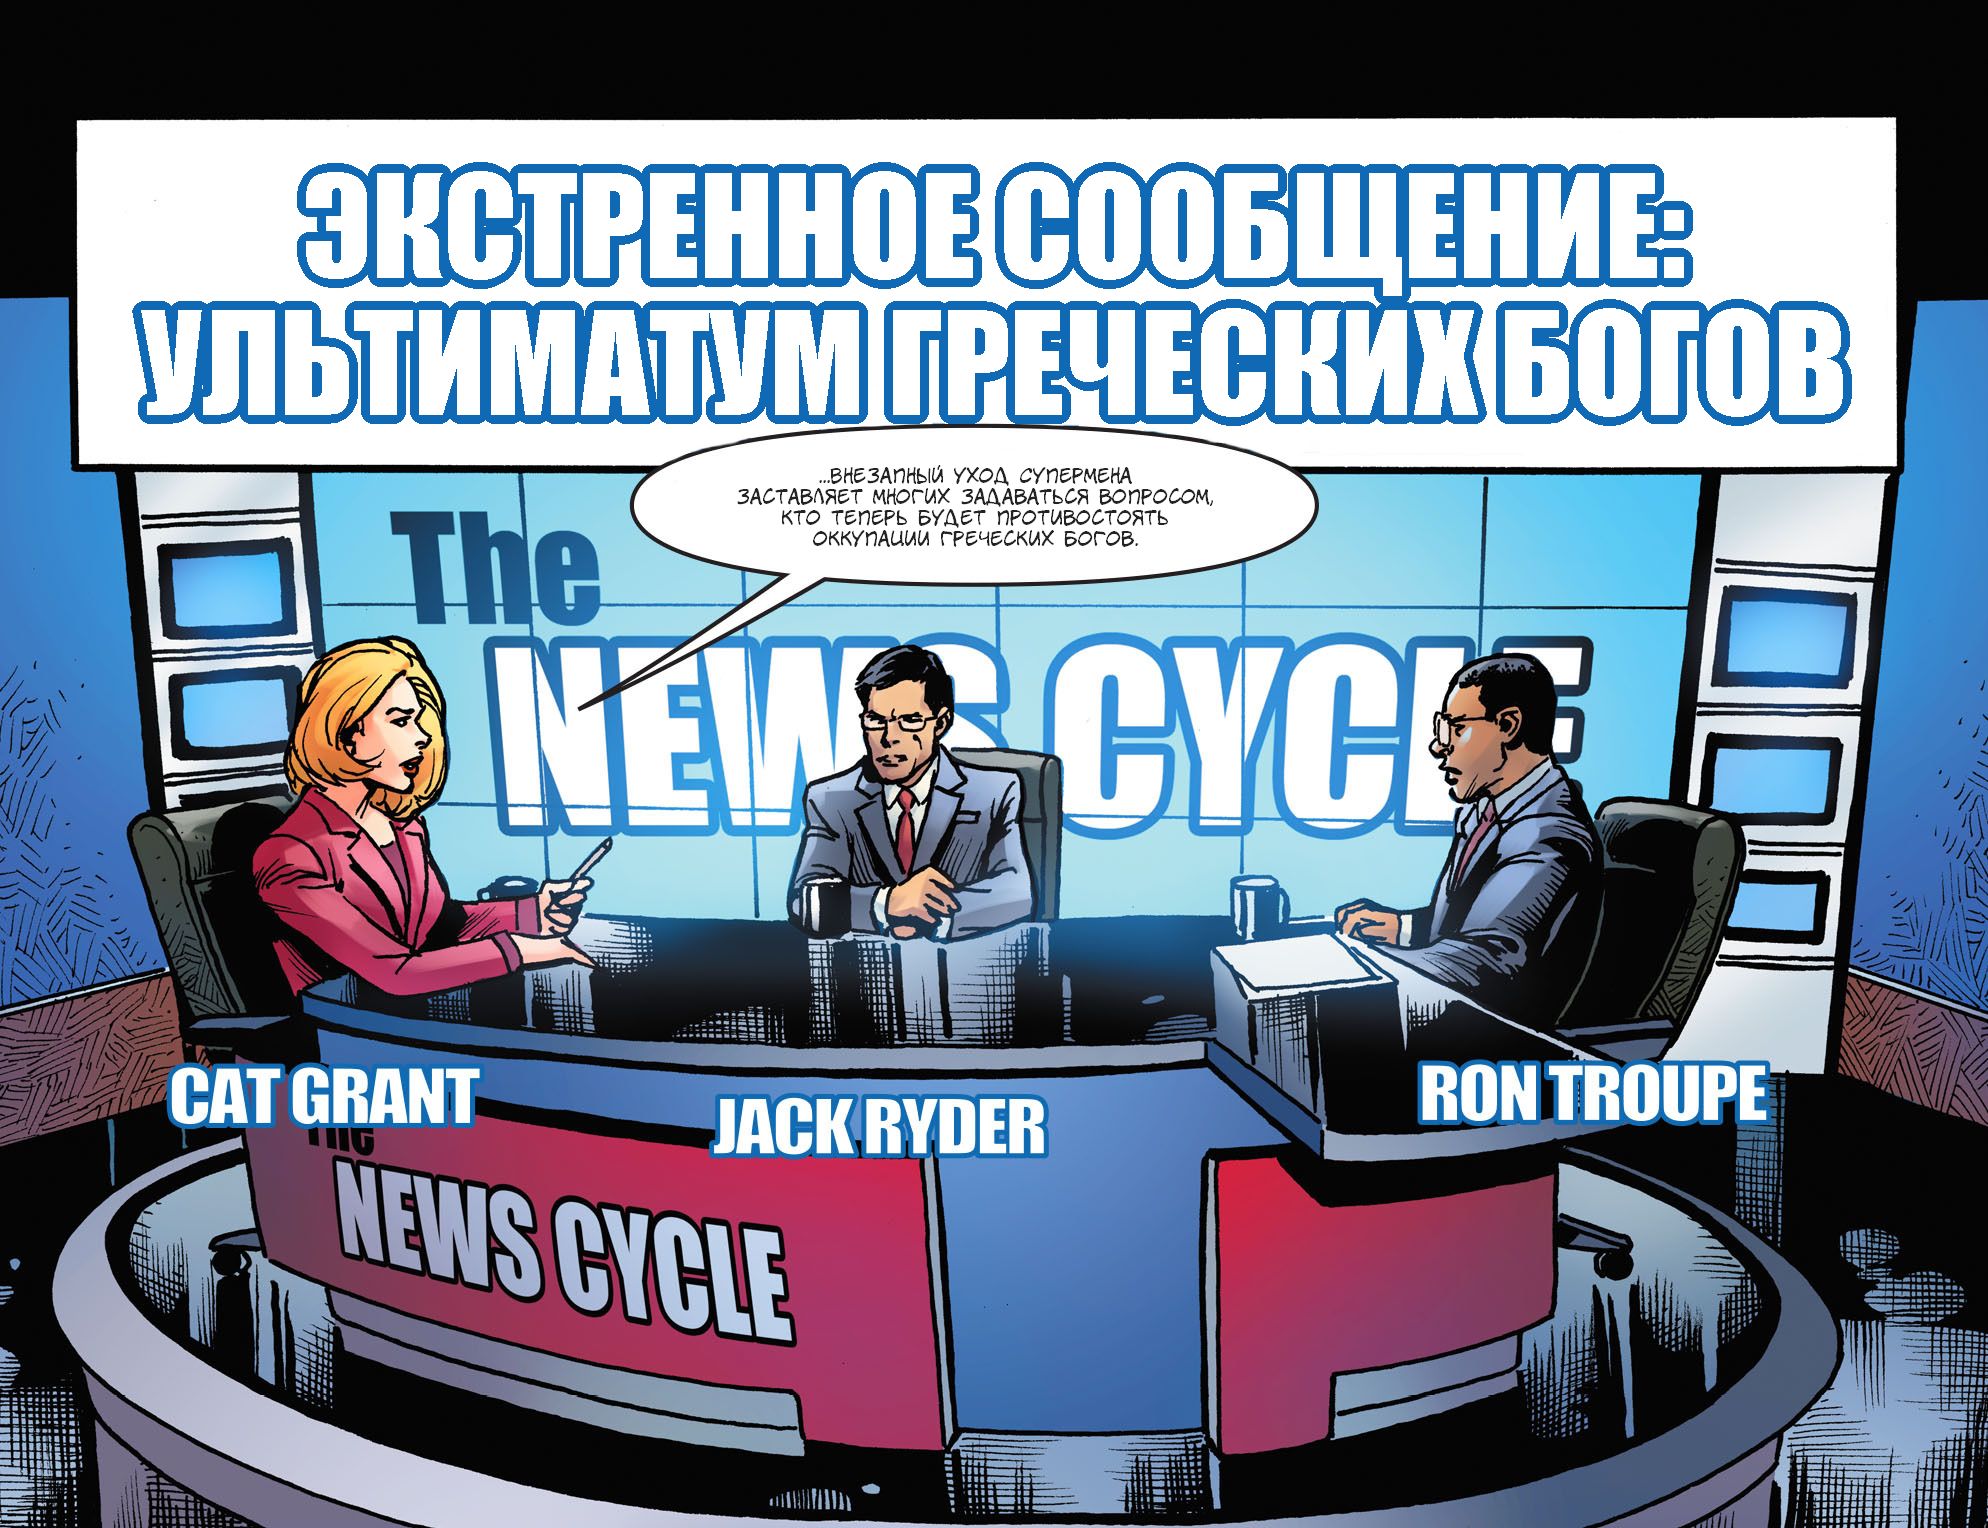 ЭКСТРЕННОЕ СООБЩЕНИЕ:
УЛЬТИМАТУМ ГРЕЧЕСКИХ БОГОВ
...ВНЕЗАПНЫЙ УХОД СУПЕРМЕНА
ЗАСТАВЛЯЕТ МНОГИХ ЗАДАВАТЬСЯ ВОПРОСОМ,
КТО ТЕПЕРЬ БУДЕТ ПРОТИВОСТОЯТЬ
ОККУПАЦИИ ГРЕЧЕСКИХ БОГОВ.
The
NEWS CYCLE
CAT GRANT
JACK RYDER
RON TROUPE
The
NEWS CYCLE